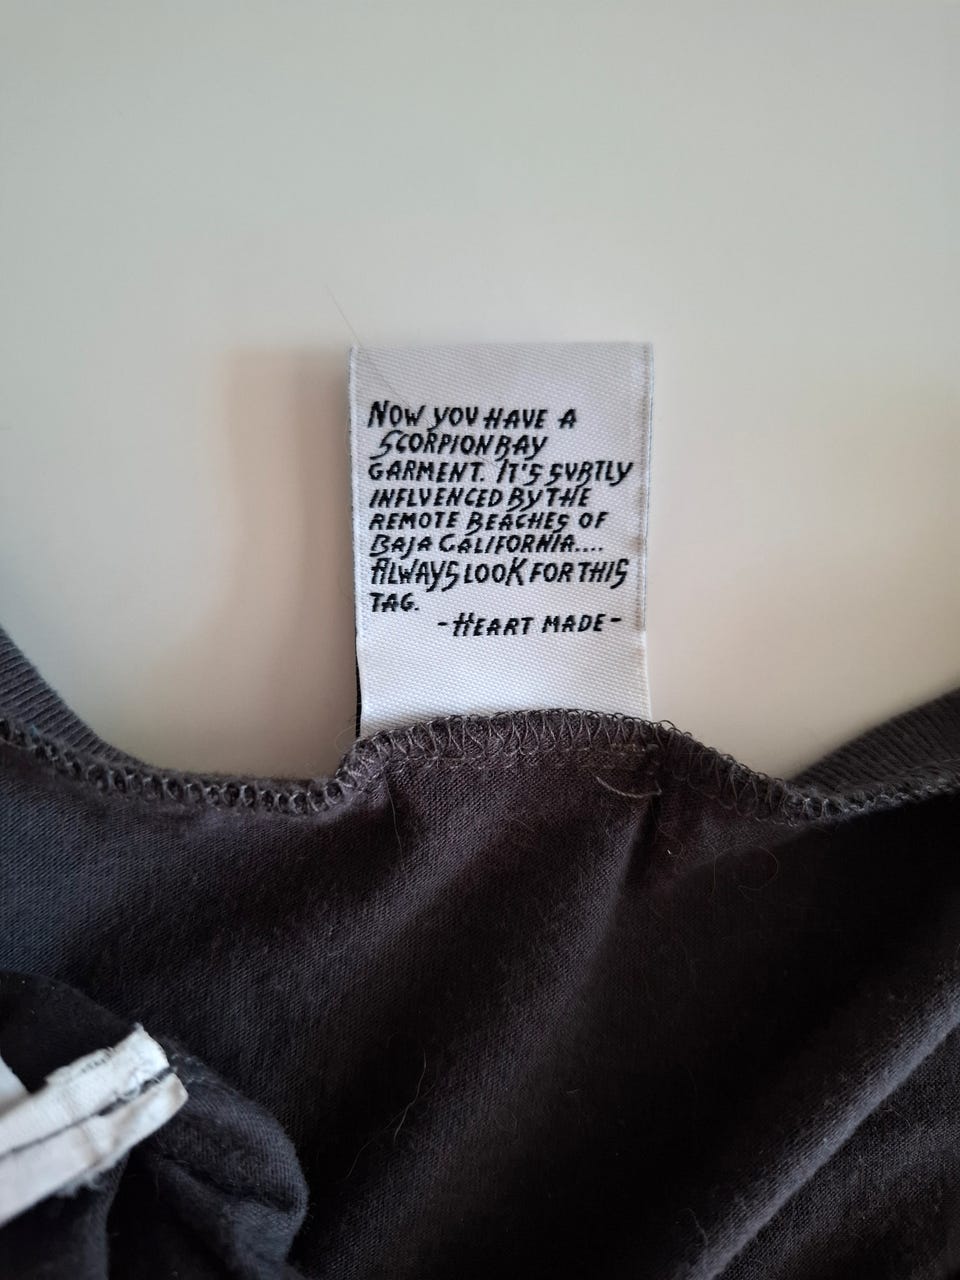 NOW YOU HAVE A
SCORPION BAY
GARMENT. IT'S SUBTLY
INFLUENCED BY THE
REMOTE BEACHES OF
BAJA CALIFORNIA....
ALWAYS LOOK FOR THIS
TAG.
-HEART MADE-